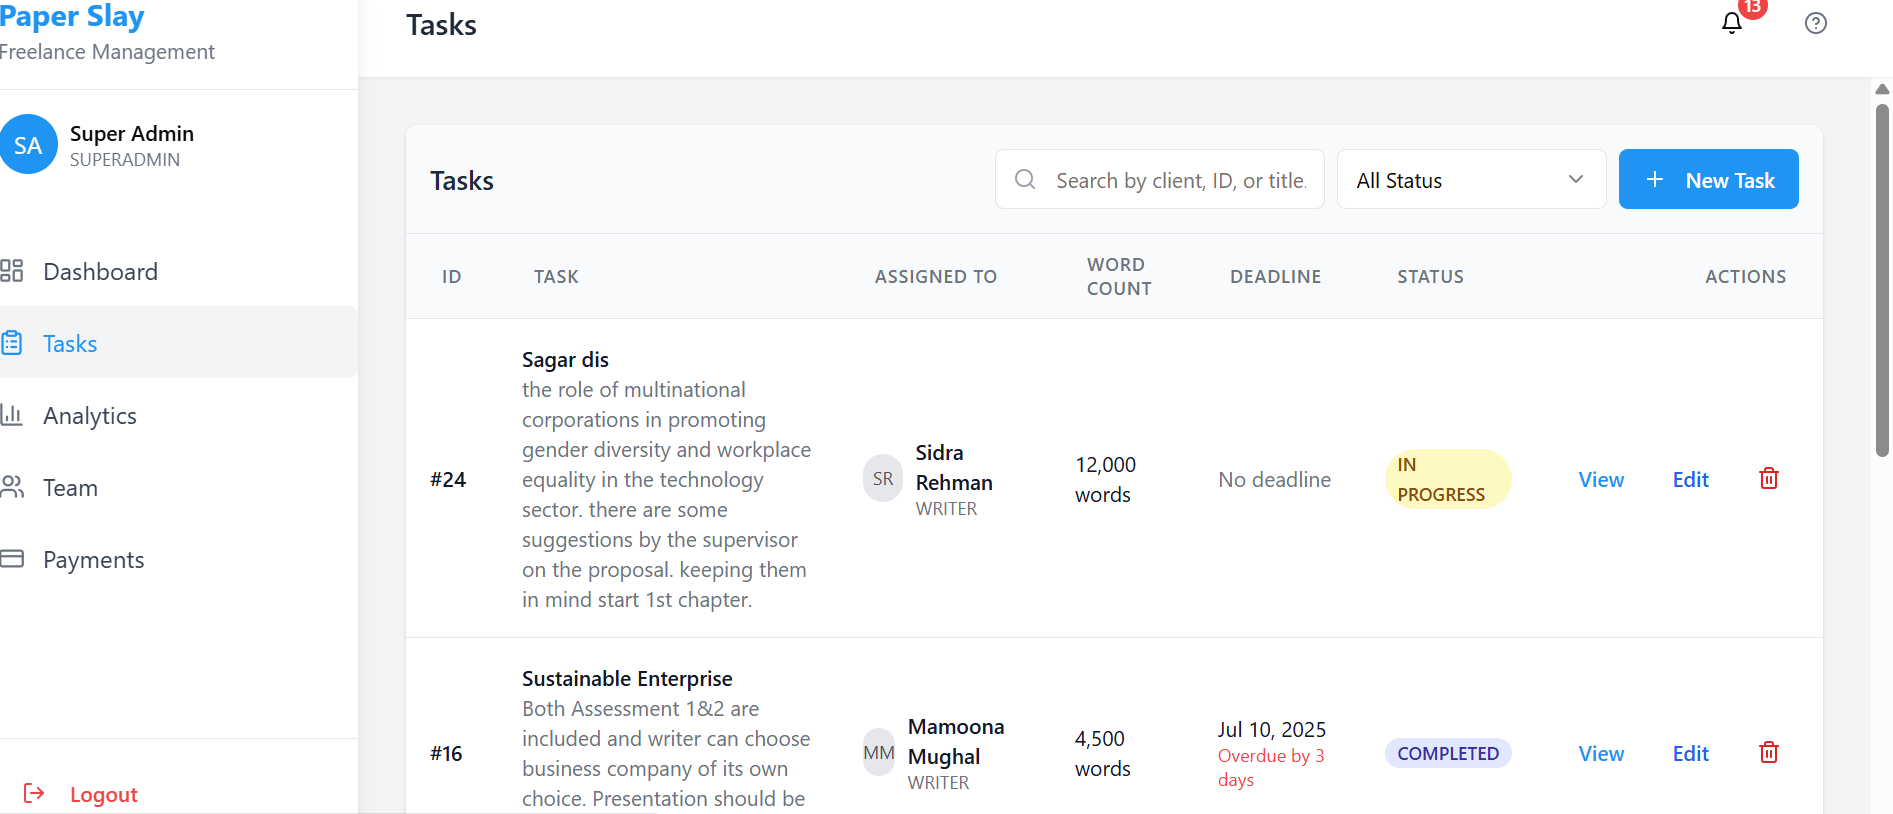 Paper Slay
Freelance Management
SA
Super Admin
SUPERADMIN
Dashboard
Tasks
Analytics
Team
Payments
Logout
Tasks
13
Tasks
Search by client, ID, or title.
All Status
+ New Task
ID
TASK
ASSIGNED TO
WORD
COUNT
DEADLINE
STATUS
ACTIONS
#24
Sagar dis
the role of multinational
corporations in promoting
gender diversity and workplace
equality in the technology
sector. there are some
suggestions by the supervisor
on the proposal. keeping them
in mind start 1st chapter.
SR
Sidra
Rehman
WRITER
12,000
words
No deadline
IN
PROGRESS
View
Edit
#16
Sustainable Enterprise
Both Assessment 1&2 are
included and writer can choose
business company of its own
choice. Presentation should be
MM
Mamoona
Mughal
WRITER
4,500
words
Jul 10, 2025
Overdue by 3
days
COMPLETED
View
Edit